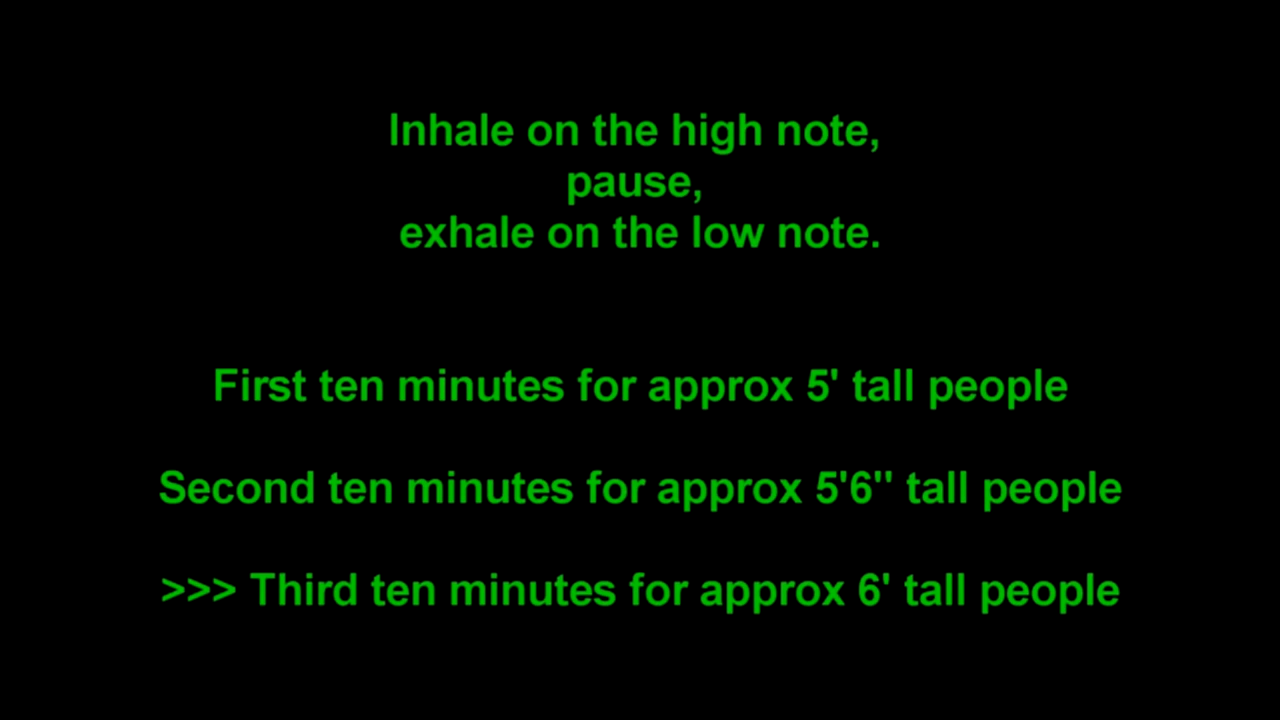 Inhale on the high note,
pause,
exhale on the low note.
First ten minutes for approx 5' tall people
Second ten minutes for approx 5'6" tall people
>>> Third ten minutes for approx 6' tall people